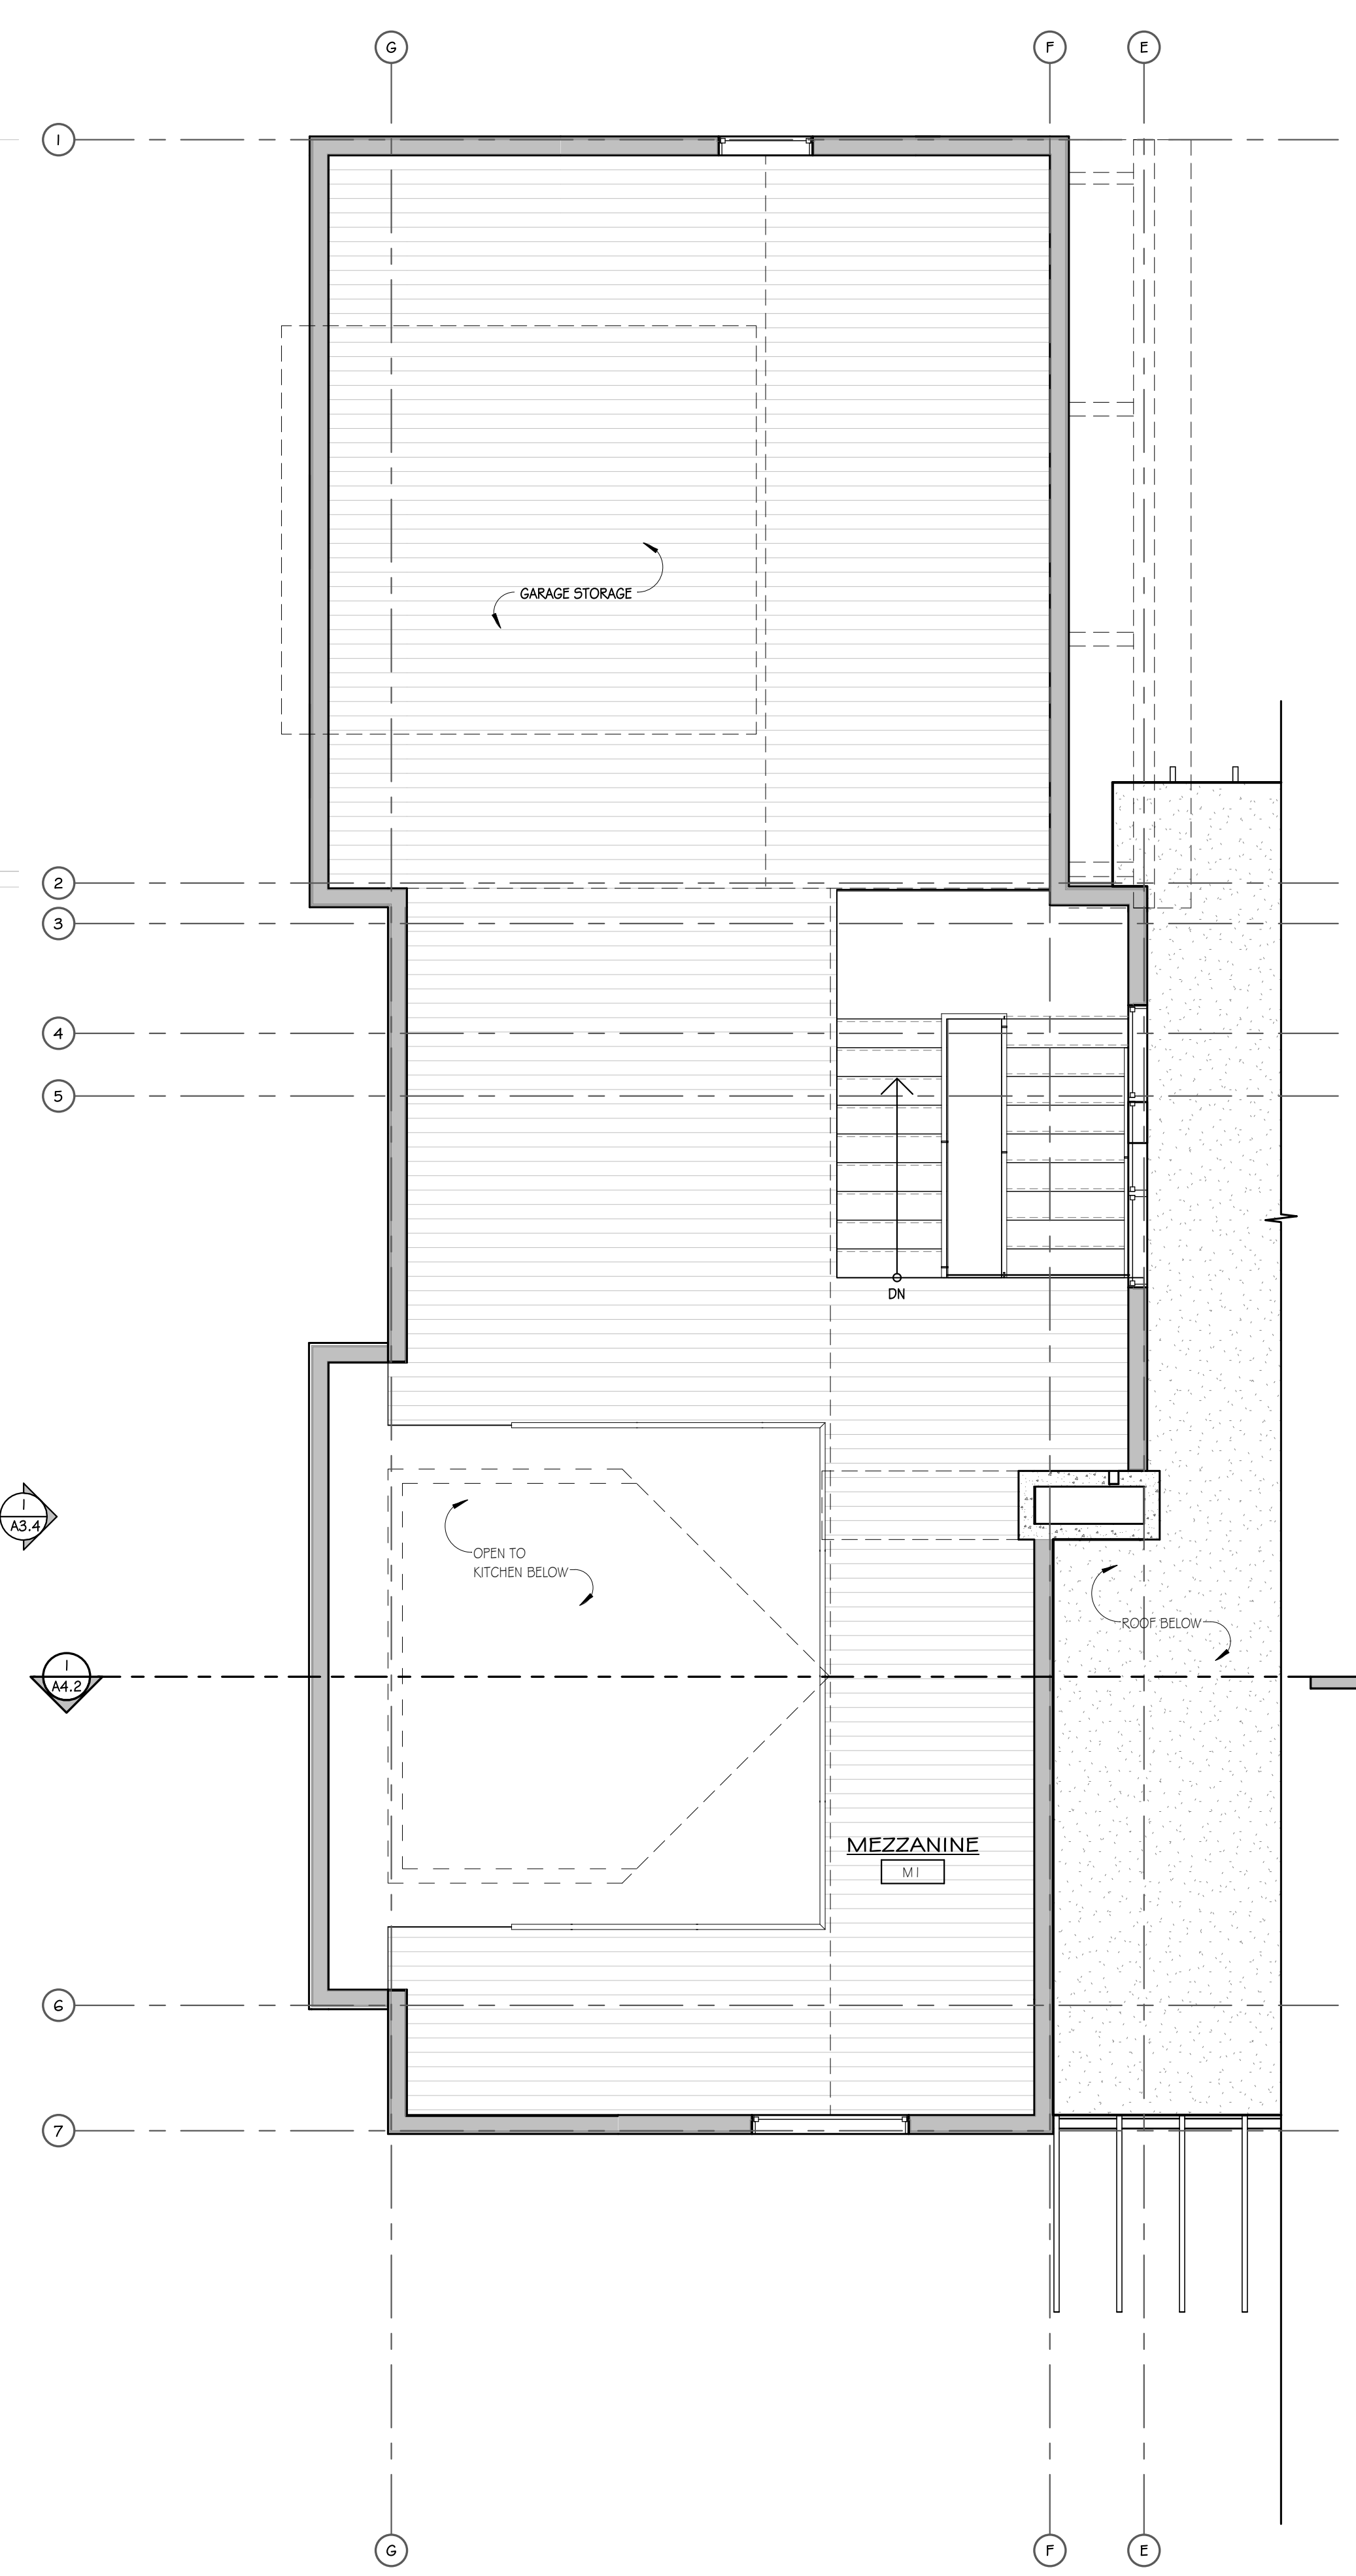 G F E
1
GARAGE STORAGE
2
3
4
5
DN
1
A3.4
OPEN TO
KITCHEN BELOW
ROOF BELOW
1
A4.2
MEZZANINE
M1
6
7
G F E